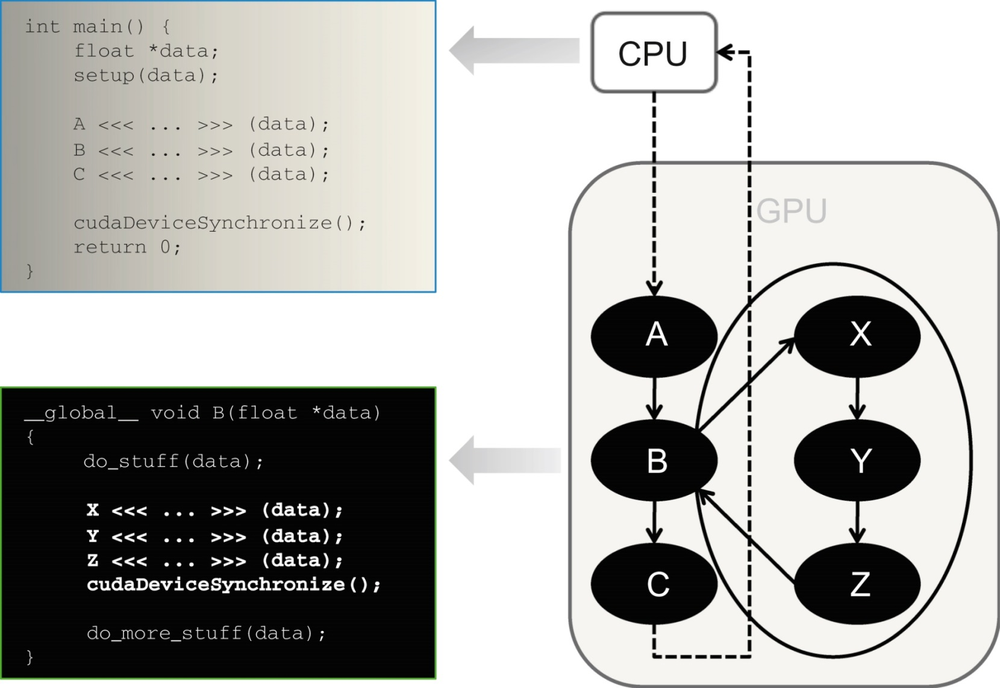 int main() {
float *data;
setup(data);
A <<< ... >>> (data);
B <<< ... >>> (data);
C <<< ... >>> (data);
cudaDeviceSynchronize();
return 0;
}
__global__ void B(float *data)
{
do_stuff(data);
X <<< ... >>> (data);
Y <<< ... >>> (data);
Z <<< ... >>> (data);
cudaDeviceSynchronize();
do_more_stuff(data);
}
CPU
GPU
A
X
B
Y
C
Z